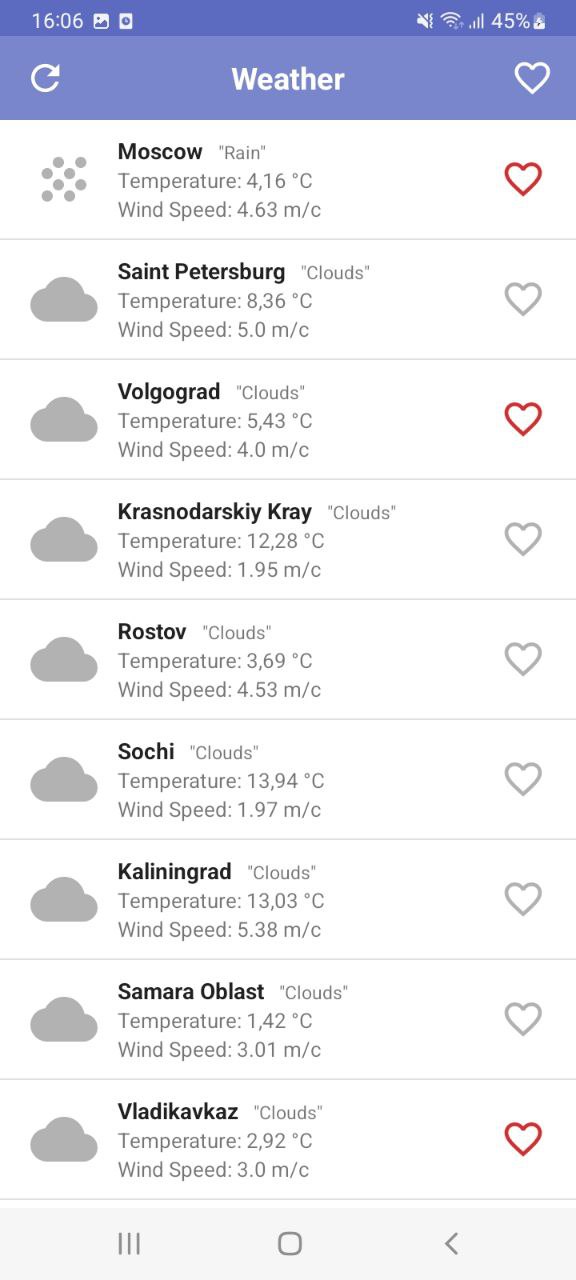 16:06 45%
Weather
Moscow "Rain"
Temperature: 4,16 °C
Wind Speed: 4.63 m/c
Saint Petersburg "Clouds"
Temperature: 8,36 °C
Wind Speed: 5.0 m/c
Volgograd "Clouds"
Temperature: 5,43 °C
Wind Speed: 4.0 m/c
Krasnodarskiy Kray "Clouds"
Temperature: 12,28 °C
Wind Speed: 1.95 m/c
Rostov "Clouds"
Temperature: 3,69 °C
Wind Speed: 4.53 m/c
Sochi "Clouds"
Temperature: 13,94 °C
Wind Speed: 1.97 m/c
Kaliningrad "Clouds"
Temperature: 13,03 °C
Wind Speed: 5.38 m/c
Samara Oblast "Clouds"
Temperature: 1,42 °C
Wind Speed: 3.01 m/c
Vladikavkaz "Clouds"
Temperature: 2,92 °C
Wind Speed: 3.0 m/c